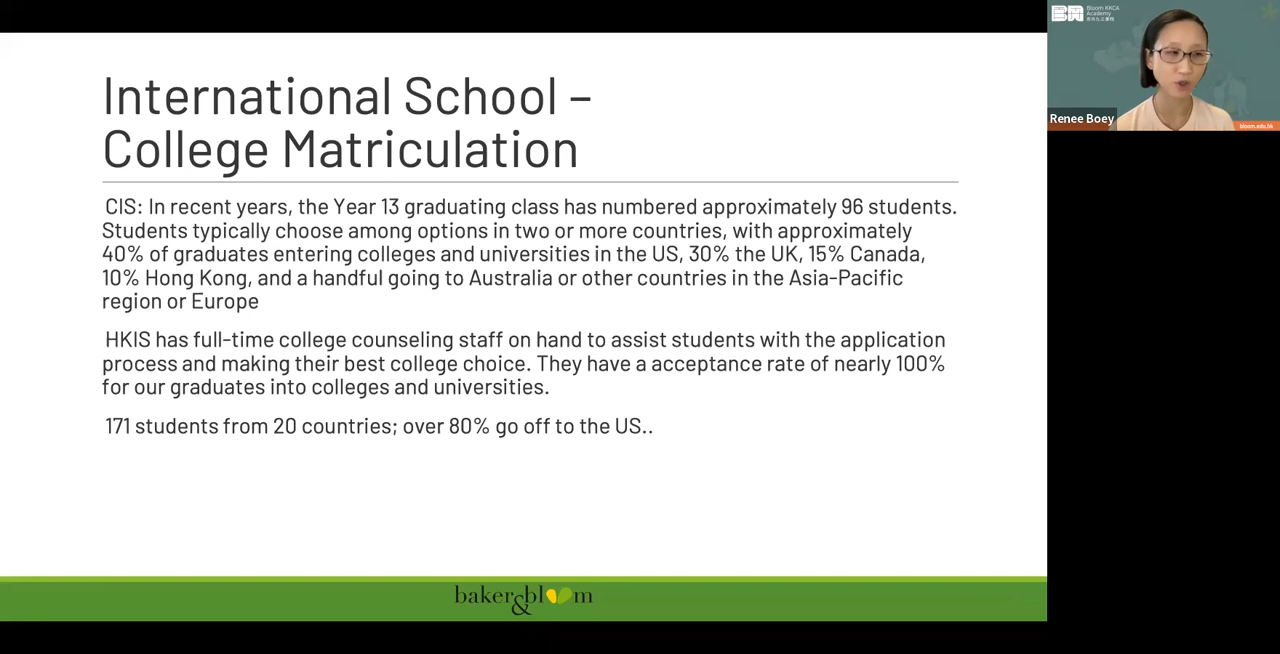 International School –
College Matriculation
CIS: In recent years, the Year 13 graduating class has numbered approximately 96 students.
Students typically choose among options in two or more countries, with approximately
40% of graduates entering colleges and universities in the US, 30% the UK, 15% Canada,
10% Hong Kong, and a handful going to Australia or other countries in the Asia-Pacific
region or Europe
HKIS has full-time college counseling staff on hand to assist students with the application
process and making their best college choice. They have a acceptance rate of nearly 100%
for our graduates into colleges and universities.
171 students from 20 countries; over 80% go off to the US..
baker&bloom
Bloom KKCA
Academy
Renee Boey
bloom.edu.hk